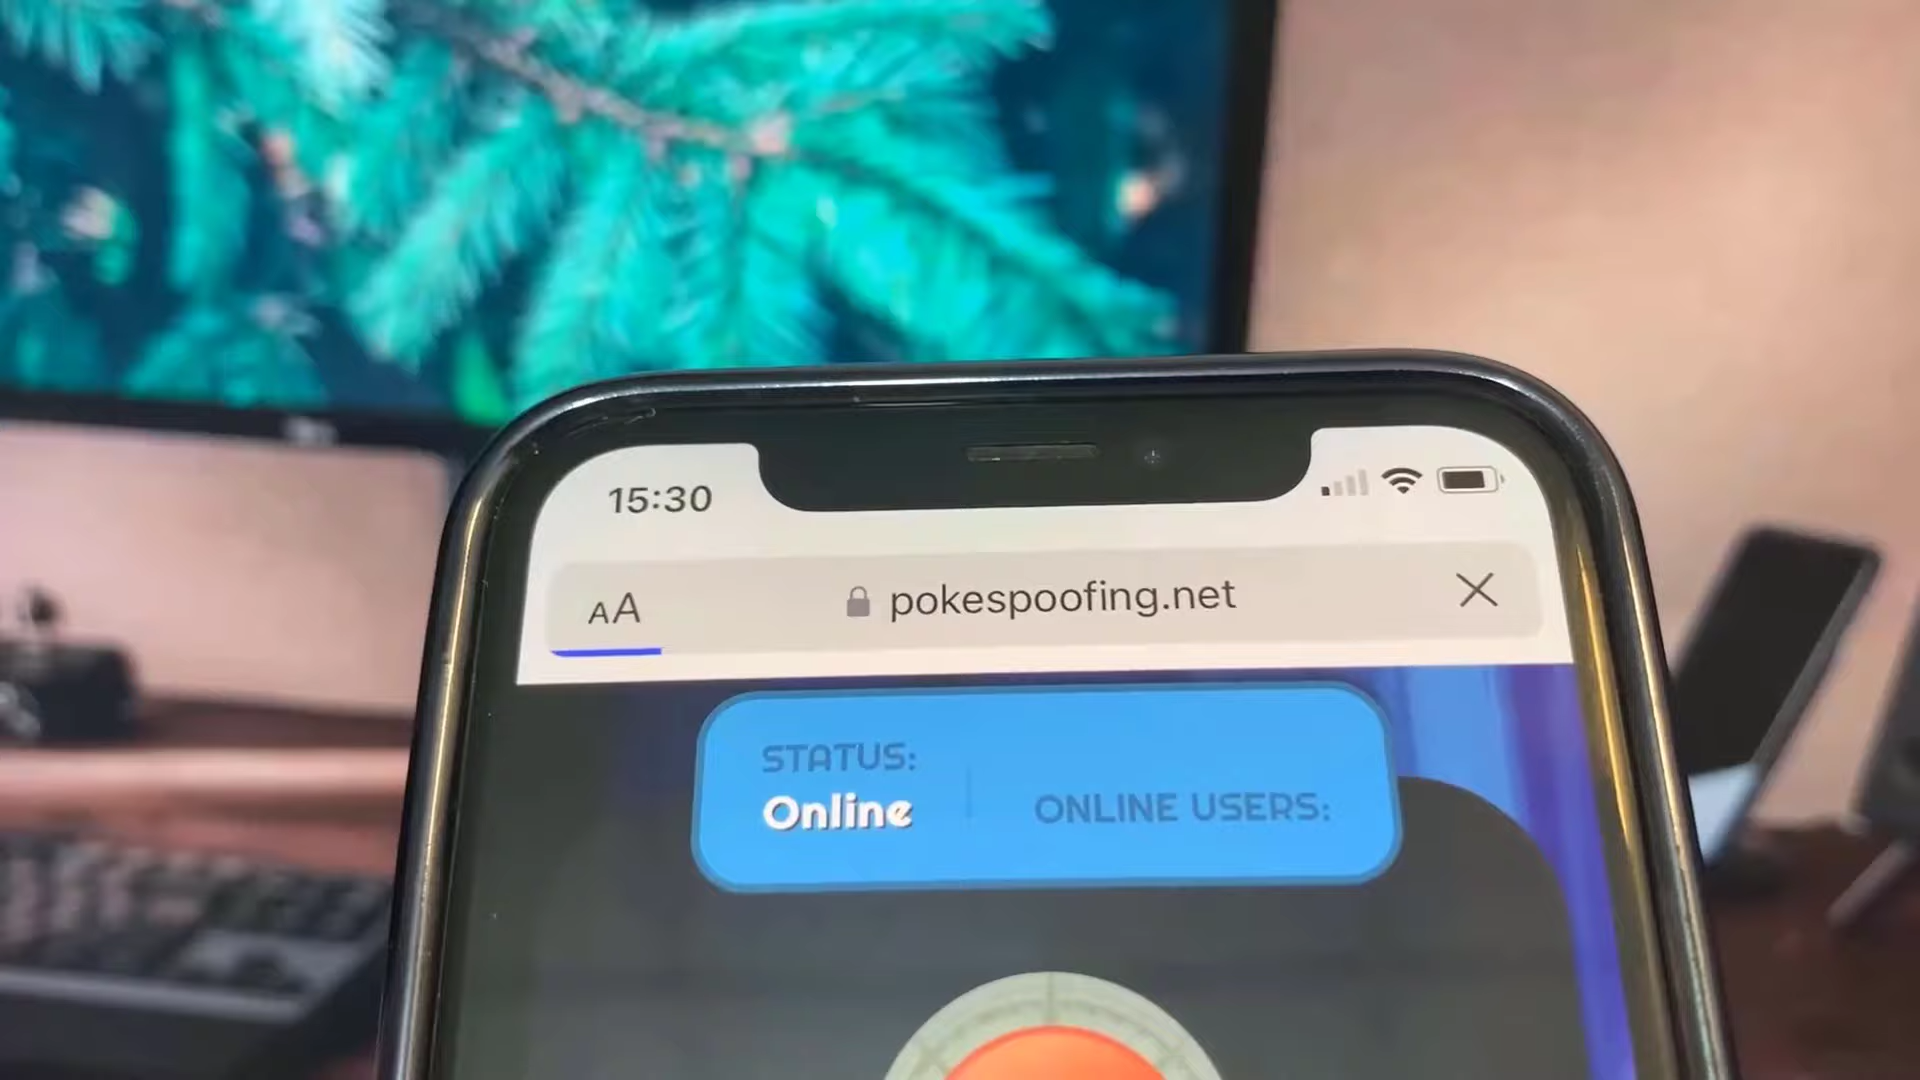 15:30
AA pokespoofing.net
STATUS:
Online
ONLINE USERS: